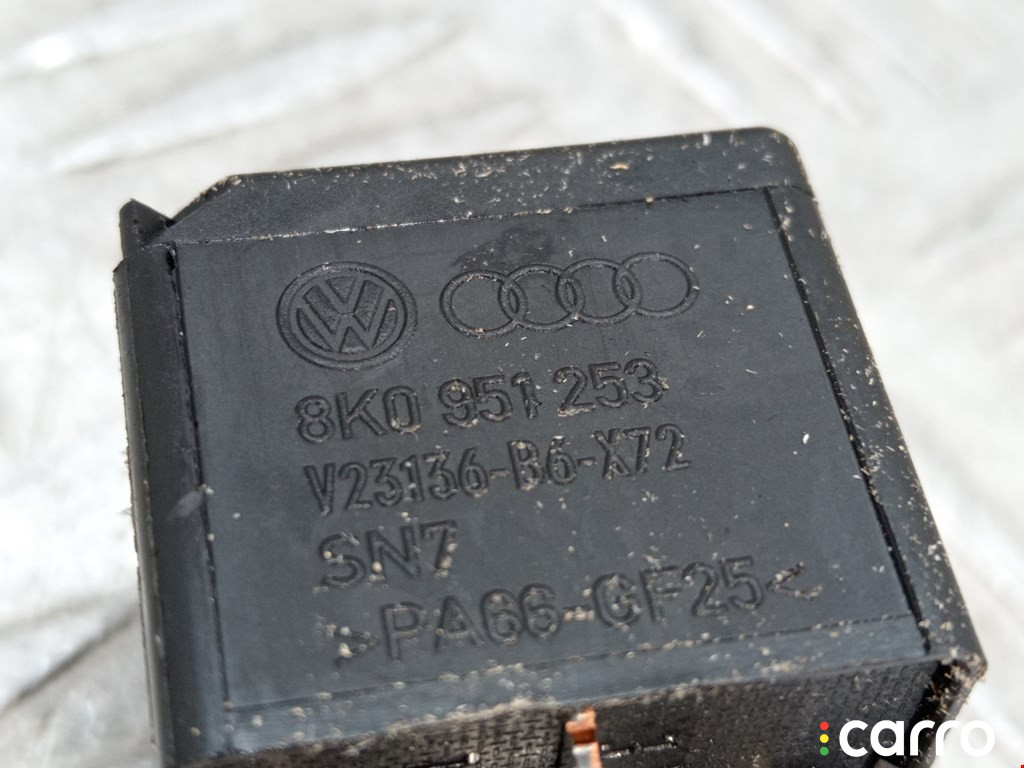 8K0 951 253
V23136-B6-X72
SN7
>PA66-GF25<
carro